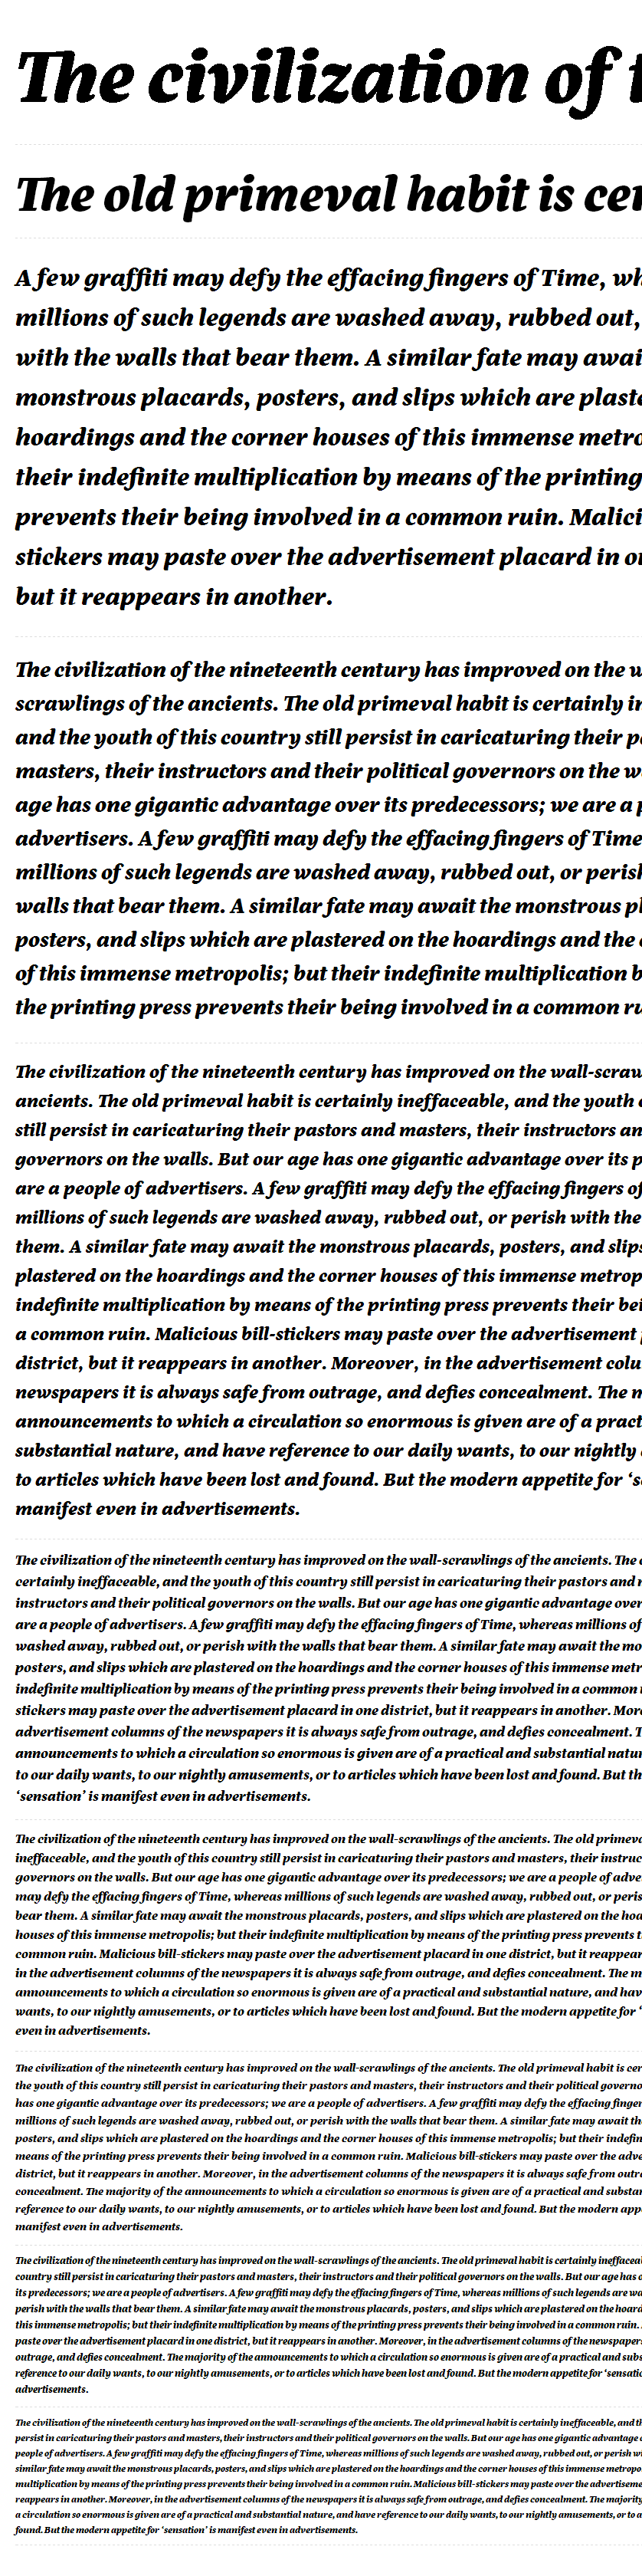 The civilization of t
The old primeval habit is cer
A few graffiti may defy the effacing fingers of Time, wh
millions of such legends are washed away, rubbed out,
with the walls that bear them. A similar fate may awai
monstrous placards, posters, and slips which are plaste
hoardings and the corner houses of this immense metro
their indefinite multiplication by means of the printing
prevents their being involved in a common ruin. Malici
stickers may paste over the advertisement placard in o
but it reappears in another.
The civilization of the nineteenth century has improved on the w
scrawlings of the ancients. The old primeval habit is certainly in
and the youth of this country still persist in caricaturing their pa
masters, their instructors and their political governors on the wa
age has one gigantic advantage over its predecessors; we are a p
advertisers. A few graffiti may defy the effacing fingers of Time
millions of such legends are washed away, rubbed out, or perish
walls that bear them. A similar fate may await the monstrous pl
posters, and slips which are plastered on the hoardings and the c
of this immense metropolis; but their indefinite multiplication b
the printing press prevents their being involved in a common ru
The civilization of the nineteenth century has improved on the wall-scraw
ancients. The old primeval habit is certainly ineffaceable, and the youth o
still persist in caricaturing their pastors and masters, their instructors an
governors on the walls. But our age has one gigantic advantage over its p
are a people of advertisers. A few graffiti may defy the effacing fingers of
millions of such legends are washed away, rubbed out, or perish with the
them. A similar fate may await the monstrous placards, posters, and slips
plastered on the hoardings and the corner houses of this immense metrop
indefinite multiplication by means of the printing press prevents their bei
a common ruin. Malicious bill-stickers may paste over the advertisement p
district, but it reappears in another. Moreover, in the advertisement colu
newspapers it is always safe from outrage, and defies concealment. The m
announcements to which a circulation so enormous is given are of a pract
substantial nature, and have reference to our daily wants, to our nightly a
to articles which have been lost and found. But the modern appetite for ‘se
manifest even in advertisements.
The civilization of the nineteenth century has improved on the wall-scrawlings of the ancients. The o
certainly ineffaceable, and the youth of this country still persist in caricaturing their pastors and m
instructors and their political governors on the walls. But our age has one gigantic advantage over
are a people of advertisers. A few graffiti may defy the effacing fingers of Time, whereas millions of
washed away, rubbed out, or perish with the walls that bear them. A similar fate may await the mo
posters, and slips which are plastered on the hoardings and the corner houses of this immense metr
indefinite multiplication by means of the printing press prevents their being involved in a common r
stickers may paste over the advertisement placard in one district, but it reappears in another. More
advertisement columns of the newspapers it is always safe from outrage, and defies concealment. T
announcements to which a circulation so enormous is given are of a practical and substantial natur
to our daily wants, to our nightly amusements, or to articles which have been lost and found. But th
‘sensation’ is manifest even in advertisements.
The civilization of the nineteenth century has improved on the wall-scrawlings of the ancients. The old primeva
ineffaceable, and the youth of this country still persist in caricaturing their pastors and masters, their instruc
governors on the walls. But our age has one gigantic advantage over its predecessors; we are a people of adve
may defy the effacing fingers of Time, whereas millions of such legends are washed away, rubbed out, or peris
bear them. A similar fate may await the monstrous placards, posters, and slips which are plastered on the hoa
houses of this immense metropolis; but their indefinite multiplication by means of the printing press prevents t
common ruin. Malicious bill-stickers may paste over the advertisement placard in one district, but it reappear
in the advertisement columns of the newspapers it is always safe from outrage, and defies concealment. The m
announcements to which a circulation so enormous is given are of a practical and substantial nature, and hav
wants, to our nightly amusements, or to articles which have been lost and found. But the modern appetite for ‘
even in advertisements.
The civilization of the nineteenth century has improved on the wall-scrawlings of the ancients. The old primeval habit is cer
the youth of this country still persist in caricaturing their pastors and masters, their instructors and their political governo
has one gigantic advantage over its predecessors; we are a people of advertisers. A few graffiti may defy the effacing finger
millions of such legends are washed away, rubbed out, or perish with the walls that bear them. A similar fate may await the
posters, and slips which are plastered on the hoardings and the corner houses of this immense metropolis; but their indefin
means of the printing press prevents their being involved in a common ruin. Malicious bill-stickers may paste over the adve
district, but it reappears in another. Moreover, in the advertisement columns of the newspapers it is always safe from outra
concealment. The majority of the announcements to which a circulation so enormous is given are of a practical and substan
reference to our daily wants, to our nightly amusements, or to articles which have been lost and found. But the modern appe
manifest even in advertisements.
The civilization of the nineteenth century has improved on the wall-scrawlings of the ancients. The old primeval habit is certainly ineffaceab
country still persist in caricaturing their pastors and masters, their instructors and their political governors on the walls. But our age has o
its predecessors; we are a people of advertisers. A few graffiti may defy the effacing fingers of Time, whereas millions of such legends are wa
perish with the walls that bear them. A similar fate may await the monstrous placards, posters, and slips which are plastered on the hoard
this immense metropolis; but their indefinite multiplication by means of the printing press prevents their being involved in a common ruin.
paste over the advertisement placard in one district, but it reappears in another. Moreover, in the advertisement columns of the newspapers
outrage, and defies concealment. The majority of the announcements to which a circulation so enormous is given are of a practical and subs
reference to our daily wants, to our nightly amusements, or to articles which have been lost and found. But the modern appetite for ‘sensatio
advertisements.
The civilization of the nineteenth century has improved on the wall-scrawlings of the ancients. The old primeval habit is certainly ineffaceable, and th
persist in caricaturing their pastors and masters, their instructors and their political governors on the walls. But our age has one gigantic advantage o
people of advertisers. A few graffiti may defy the effacing fingers of Time, whereas millions of such legends are washed away, rubbed out, or perish wi
similar fate may await the monstrous placards, posters, and slips which are plastered on the hoardings and the corner houses of this immense metropo
multiplication by means of the printing press prevents their being involved in a common ruin. Malicious bill-stickers may paste over the advertiseme
reappears in another. Moreover, in the advertisement columns of the newspapers it is always safe from outrage, and defies concealment. The majority
a circulation so enormous is given are of a practical and substantial nature, and have reference to our daily wants, to our nightly amusements, or to a
found. But the modern appetite for ‘sensation’ is manifest even in advertisements.